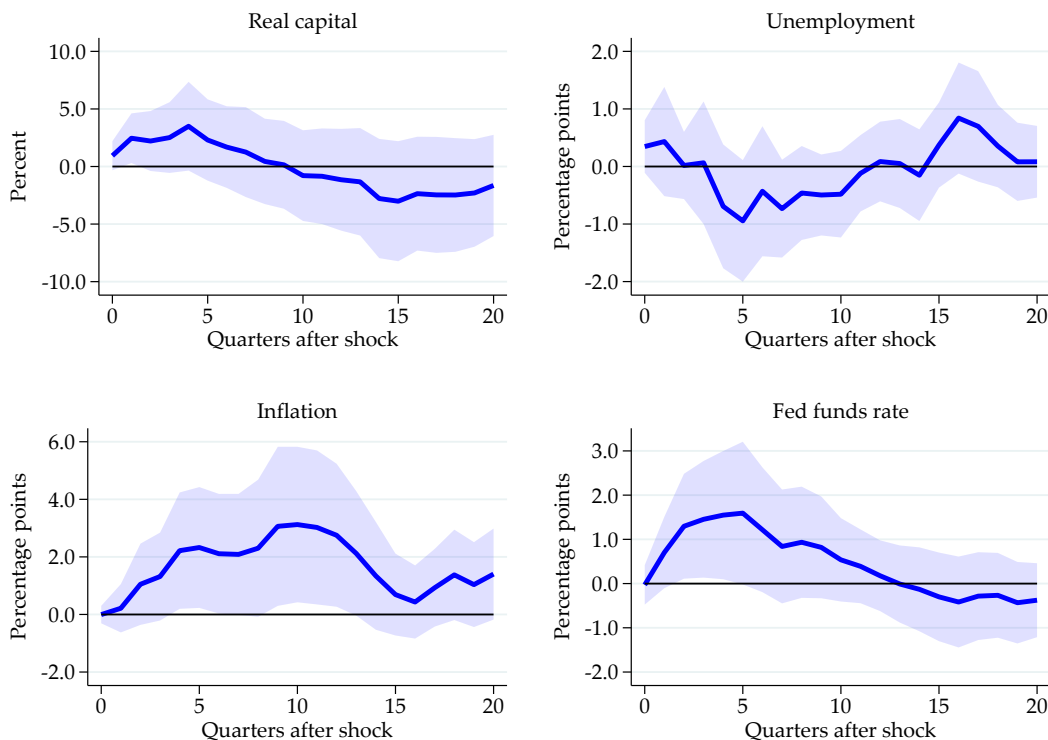 Real capital
Percent
10.0
5.0
0.0
-5.0
-10.0
0 5 10 15 20
Quarters after shock
Unemployment
Percentage points
2.0
1.0
0.0
-1.0
-2.0
0 5 10 15 20
Quarters after shock
Inflation
Percentage points
6.0
4.0
2.0
0.0
-2.0
0 5 10 15 20
Quarters after shock
Fed funds rate
Percentage points
3.0
2.0
1.0
0.0
-1.0
-2.0
0 5 10 15 20
Quarters after shock